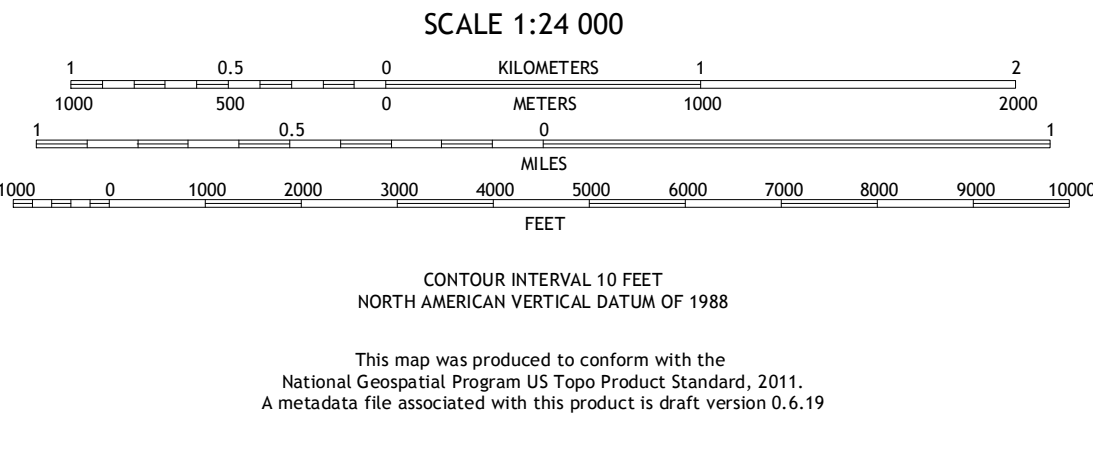 SCALE 1:24 000
1 0.5 0 KILOMETERS 1 2
1000 500 0 METERS 1000 2000
1 0.5 0 1
MILES
1000 0 1000 2000 3000 4000 5000 6000 7000 8000 9000 10000
FEET
CONTOUR INTERVAL 10 FEET
NORTH AMERICAN VERTICAL DATUM OF 1988
This map was produced to conform with the
National Geospatial Program US Topo Product Standard, 2011.
A metadata file associated with this product is draft version 0.6.19